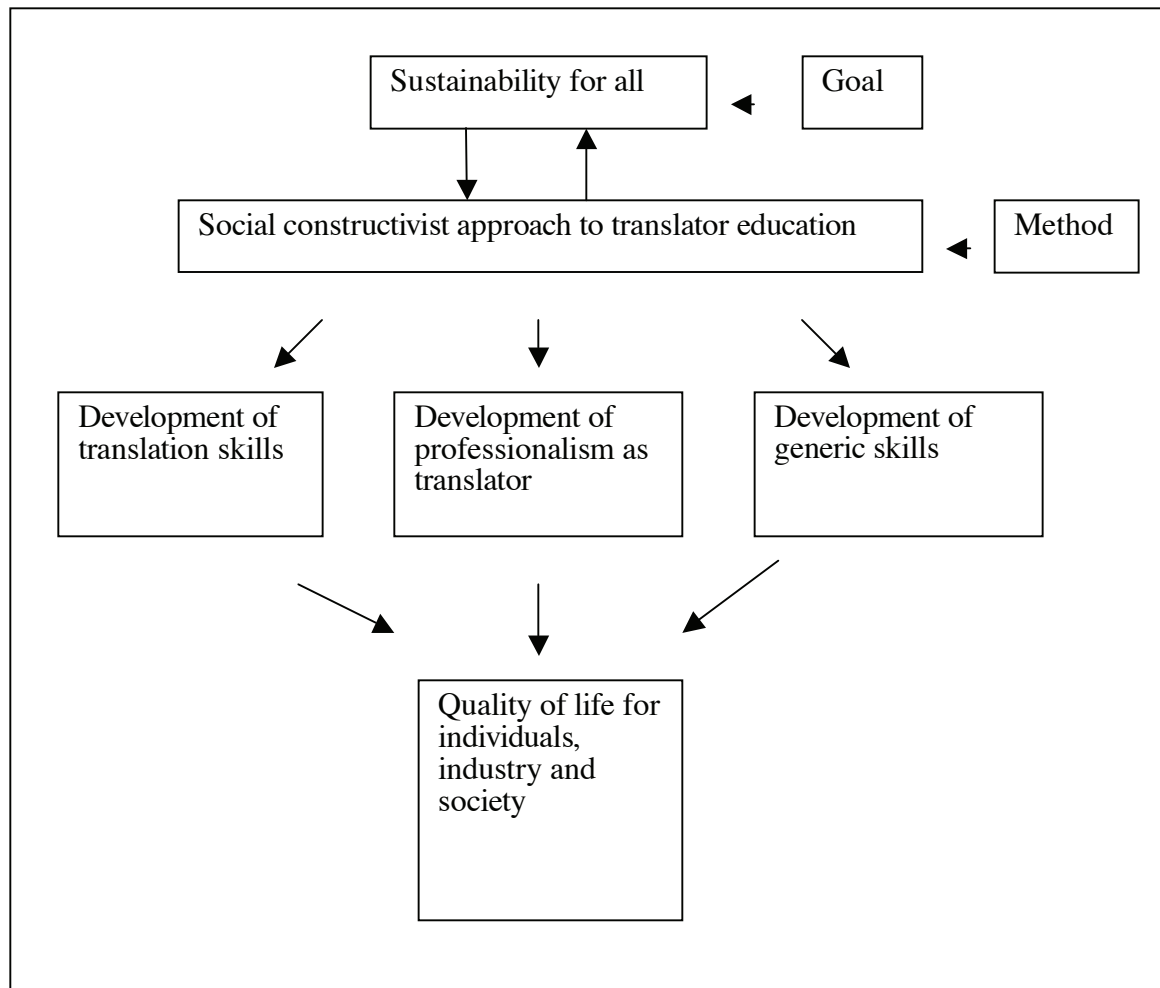 Sustainability for all
Goal
Social constructivist approach to translator education
Method
Development of
translation skills
Development of
professionalism as
translator
Development of
generic skills
Quality of life for
individuals,
industry and
society